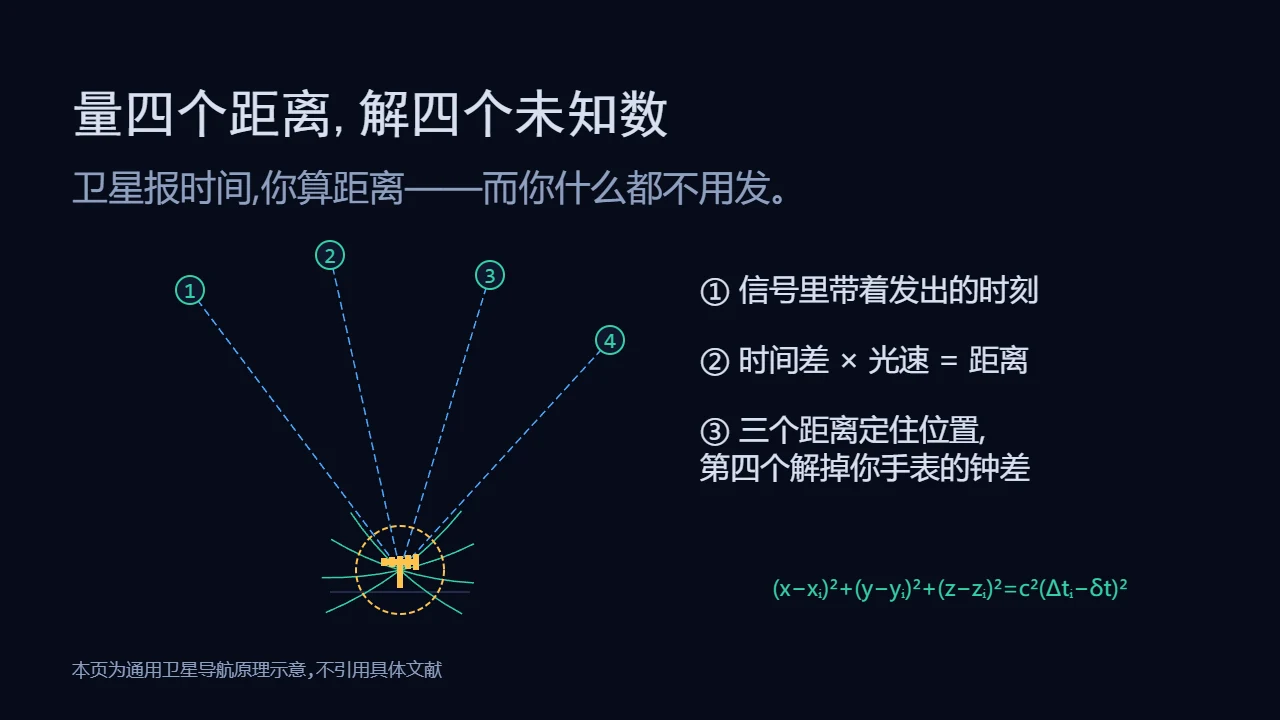 量四个距离, 解四个未知数
卫星报时间,你算距离——而你什么都不用发。
①
②
③
④
① 信号里带着发出的时刻
② 时间差 × 光速 = 距离
③ 三个距离定住位置,
第四个解掉你手表的钟差
(x−xᵢ)²+(y−yᵢ)²+(z−zᵢ)²=c²(Δtᵢ−δt)²
本页为通用卫星导航原理示意,不引用具体文献